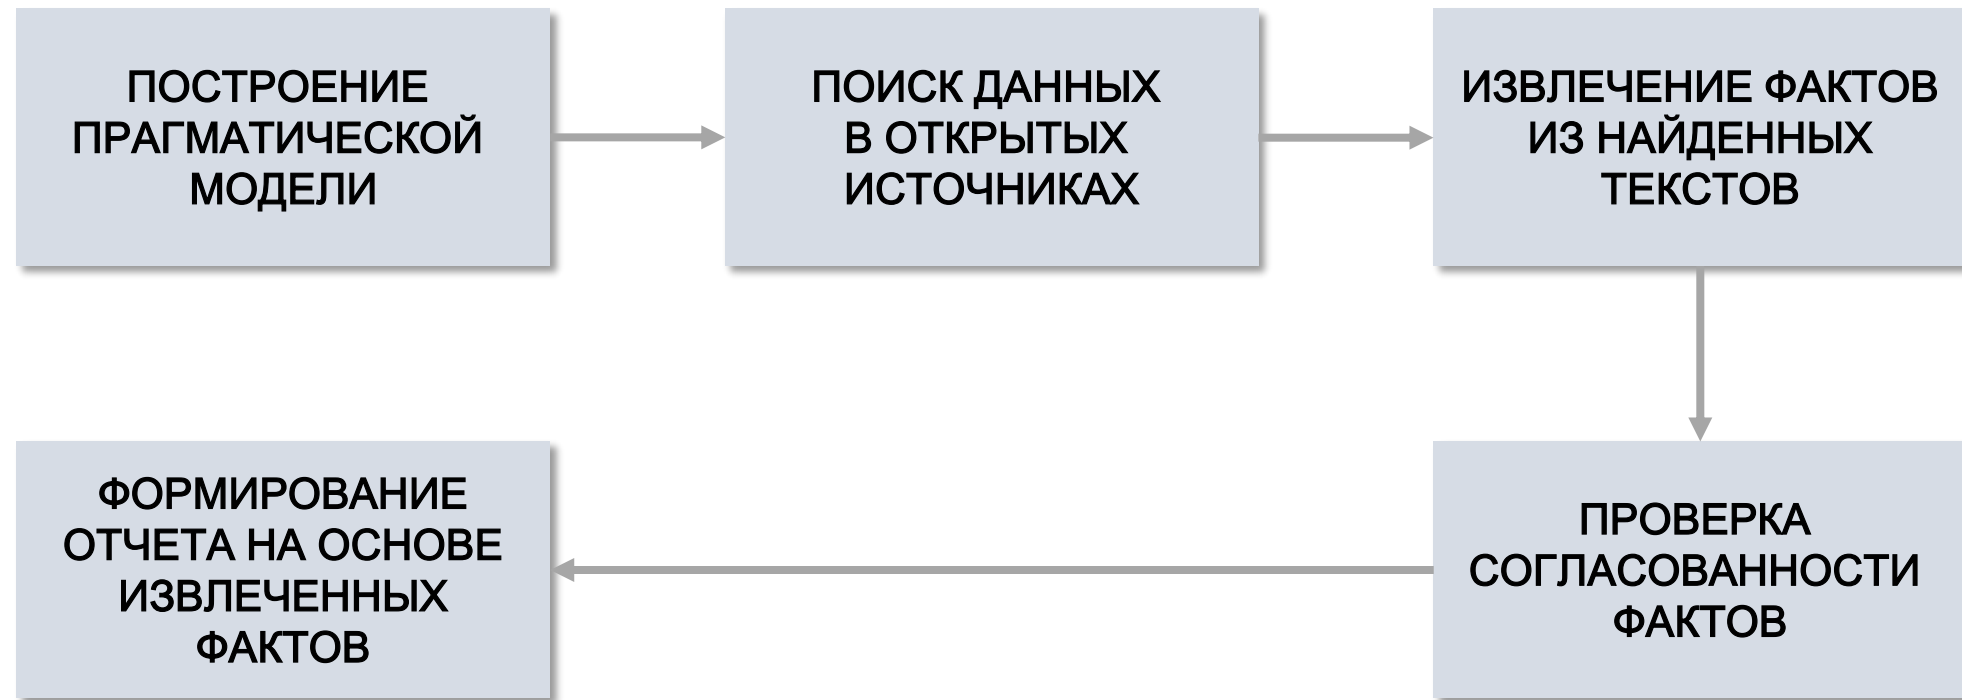 ПОСТРОЕНИЕ
ПРАГМАТИЧЕСКОЙ
МОДЕЛИ
ПОИСК ДАННЫХ
В ОТКРЫТЫХ
ИСТОЧНИКАХ
ИЗВЛЕЧЕНИЕ ФАКТОВ
ИЗ НАЙДЕННЫХ
ТЕКСТОВ
ПРОВЕРКА
СОГЛАСОВАННОСТИ
ФАКТОВ
ФОРМИРОВАНИЕ
ОТЧЕТА НА ОСНОВЕ
ИЗВЛЕЧЕННЫХ
ФАКТОВ